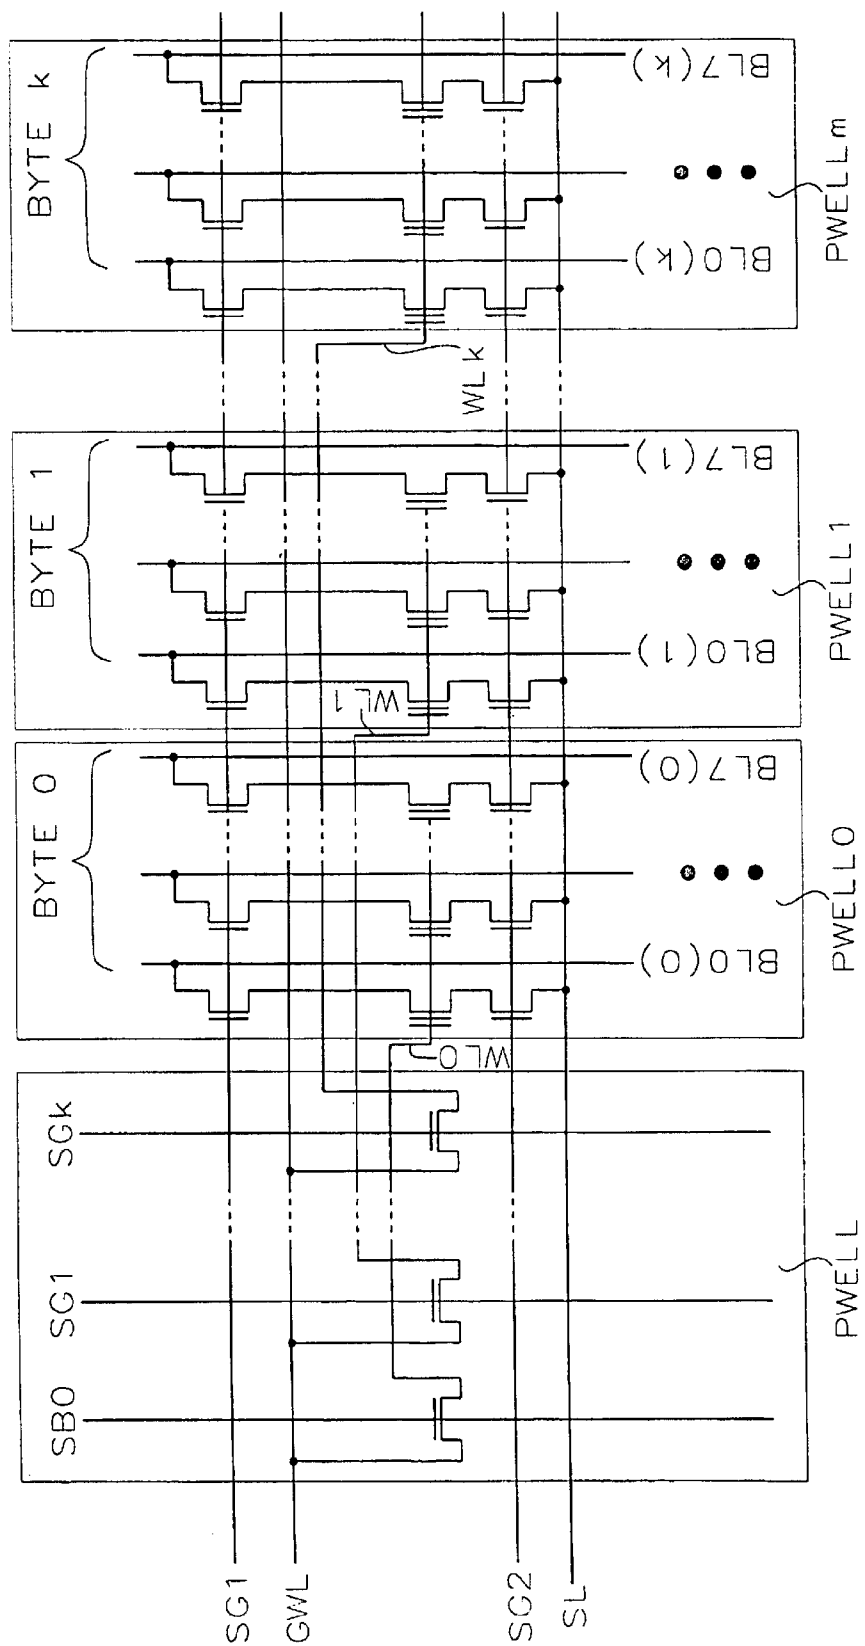 BYTE 0
BYTE 1
BYTE k
SB0
SG1
SGk
SG1
GWL
SG2
SL
WL0
WL1
WLk
BL0(0)
BL7(0)
BL0(1)
BL7(1)
BL0(k)
BL7(k)
PWELL
PWELL0
PWELL1
PWELLm